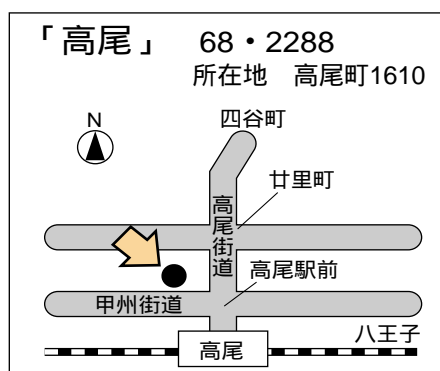 「高尾」 68・2288
所在地 高尾町1610
四谷町
N
廿里町
高尾街道
高尾駅前
甲州街道
八王子
高尾